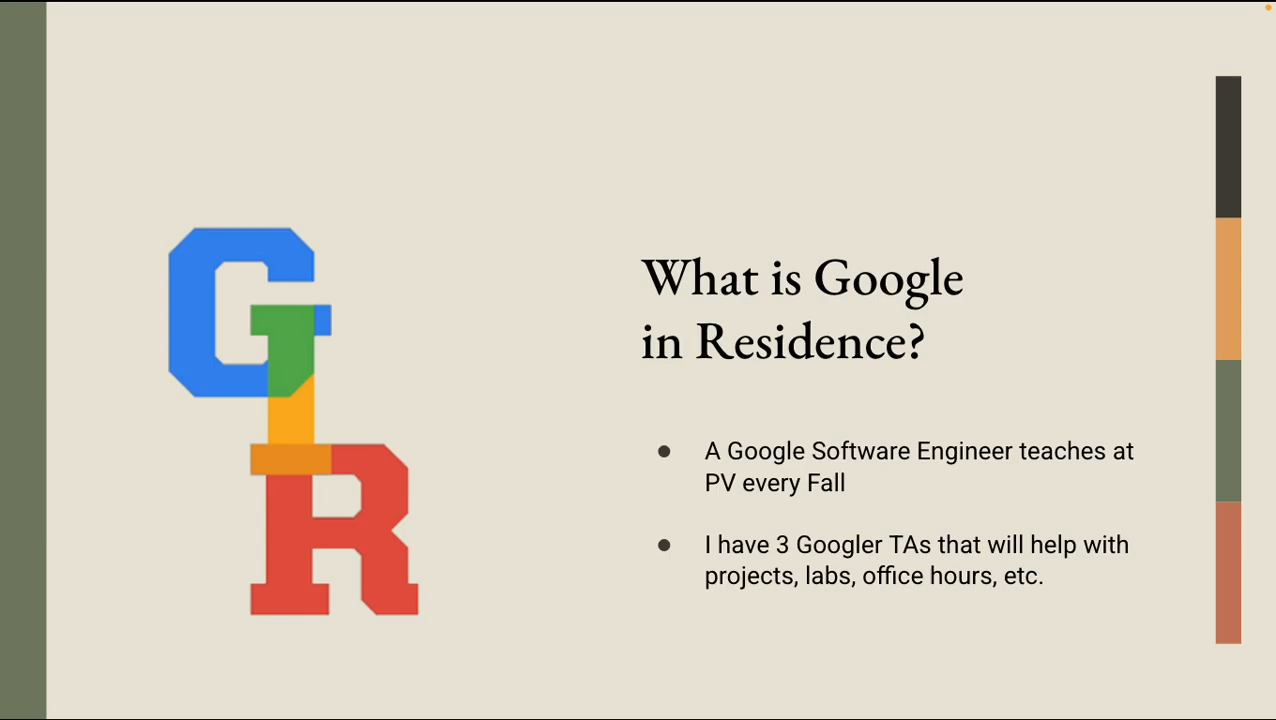 G
I
R
What is Google
in Residence?
● A Google Software Engineer teaches at
PV every Fall
● I have 3 Googler TAs that will help with
projects, labs, office hours, etc.